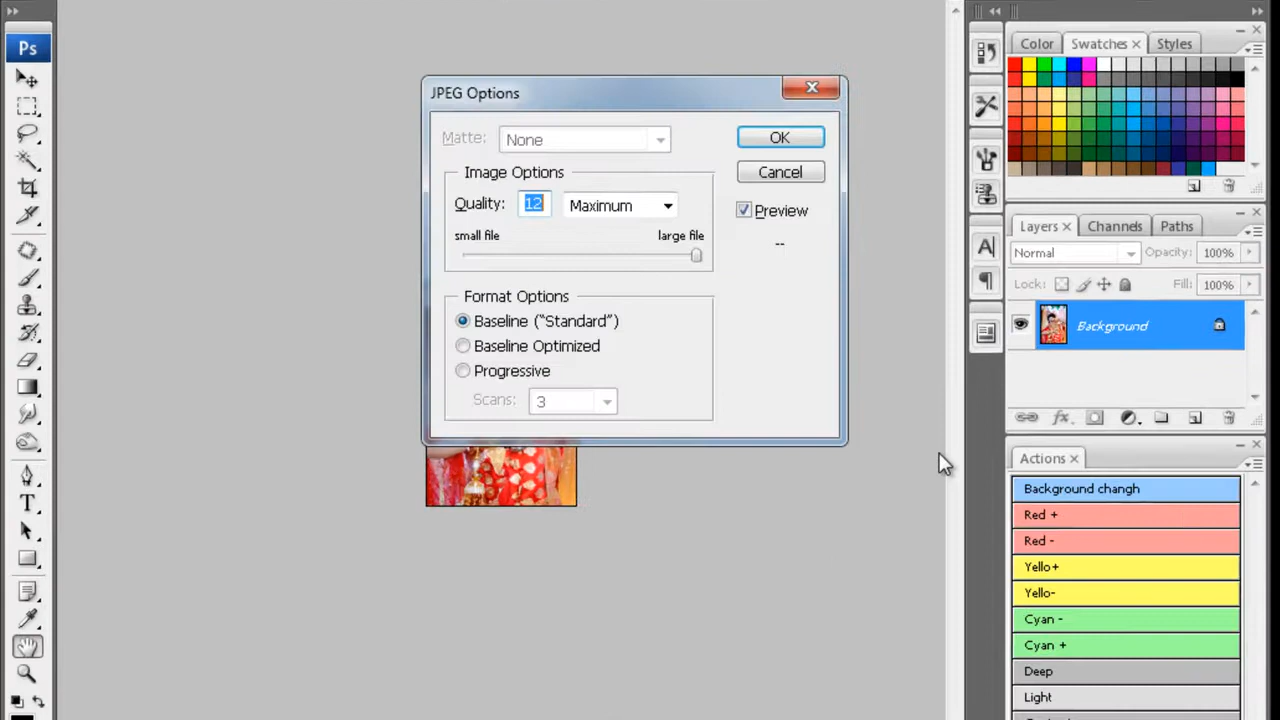 Ps
JPEG Options
Matte: None
OK
Image Options
Cancel
Quality: 12 Maximum
Preview
small file large file
--
Format Options
Baseline (“Standard”)
Baseline Optimized
Progressive
Scans: 3
Color Swatches Styles
Layers Channels Paths
Normal Opacity: 100%
Lock: Fill: 100%
Background
Actions
Background changh
Red +
Red -
Yello+
Yello-
Cyan -
Cyan +
Deep
Light